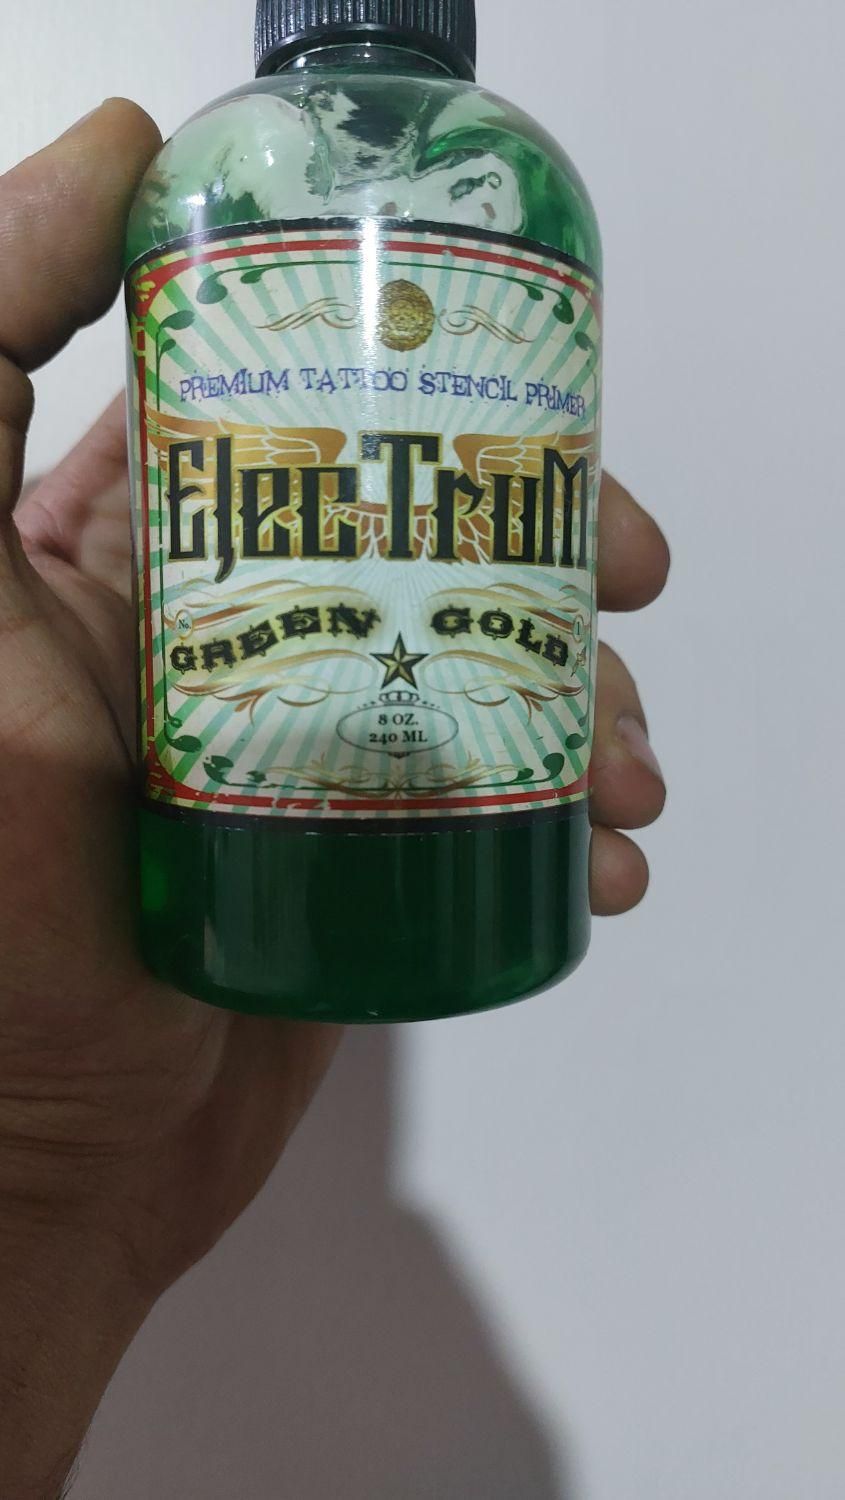 PREMIUM TATTOO STENCIL PRIMER
ElecTruM
No. 1
GREEN GOLD
8 OZ.
240 ML